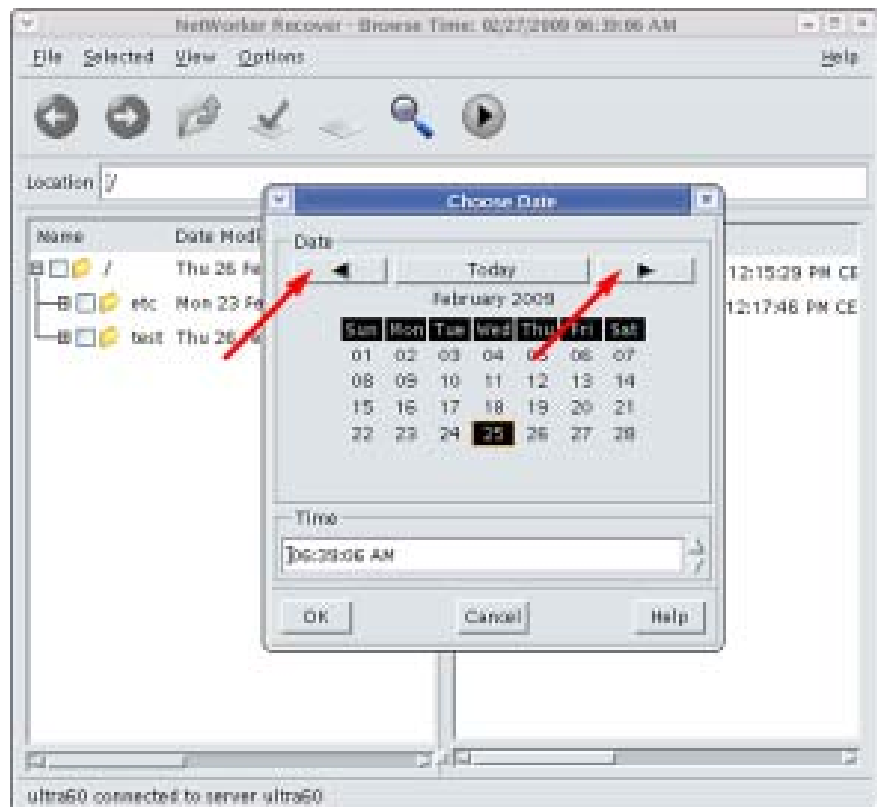 NetWorker Recover - Browse Time: 02/27/2009 06:39:06 AM
File Selected View Options Help
Location /
Name Date Modi
/ Thu 26 Fe
etc Mon 23 Fe
test Thu 26
12:15:29 PM CE
12:17:46 PM CE
Choose Date
Date
Today
February 2009
Sun Mon Tue Wed Thu Fri Sat
01 02 03 04 05 06 07
08 09 10 11 12 13 14
15 16 17 18 19 20 21
22 23 24 25 26 27 28
Time
06:39:06 AM
OK Cancel Help
ultra60 connected to server ultra60